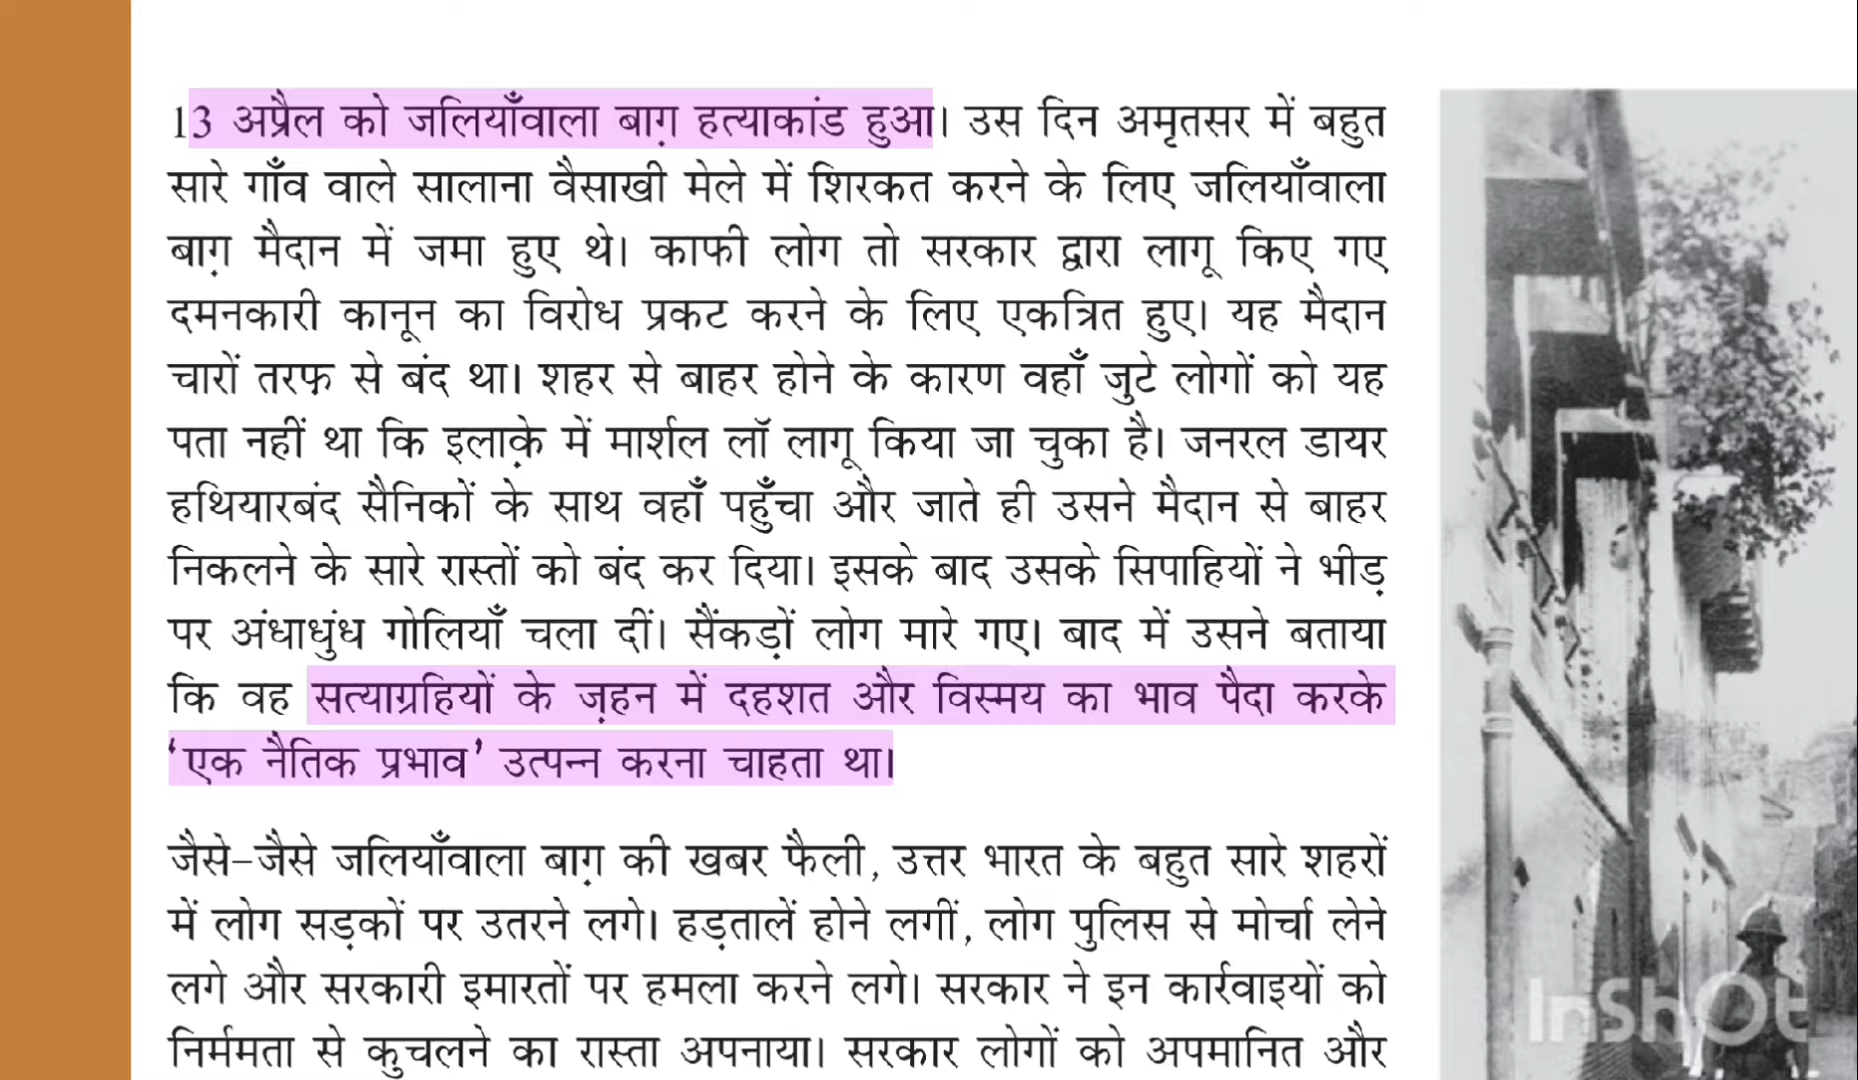 13 अप्रैल को जलियाँवाला बाग़ हत्याकांड हुआ। उस दिन अमृतसर में बहुत
सारे गाँव वाले सालाना वैसाखी मेले में शिरकत करने के लिए जलियाँवाला
बाग़ मैदान में जमा हुए थे। काफी लोग तो सरकार द्वारा लागू किए गए
दमनकारी कानून का विरोध प्रकट करने के लिए एकत्रित हुए। यह मैदान
चारों तरफ़ से बंद था। शहर से बाहर होने के कारण वहाँ जुटे लोगों को यह
पता नहीं था कि इलाक़े में मार्शल लॉ लागू किया जा चुका है। जनरल डायर
हथियारबंद सैनिकों के साथ वहाँ पहुँचा और जाते ही उसने मैदान से बाहर
निकलने के सारे रास्तों को बंद कर दिया। इसके बाद उसके सिपाहियों ने भीड़
पर अंधाधुंध गोलियाँ चला दीं। सैंकड़ों लोग मारे गए। बाद में उसने बताया
कि वह सत्याग्रहियों के ज़हन में दहशत और विस्मय का भाव पैदा करके
‘एक नैतिक प्रभाव’ उत्पन्न करना चाहता था।
जैसे-जैसे जलियाँवाला बाग़ की खबर फैली, उत्तर भारत के बहुत सारे शहरों
में लोग सड़कों पर उतरने लगे। हड़तालें होने लगीं, लोग पुलिस से मोर्चा लेने
लगे और सरकारी इमारतों पर हमला करने लगे। सरकार ने इन कार्रवाइयों को
निर्ममता से कुचलने का रास्ता अपनाया। सरकार लोगों को अपमानित और
InShOt